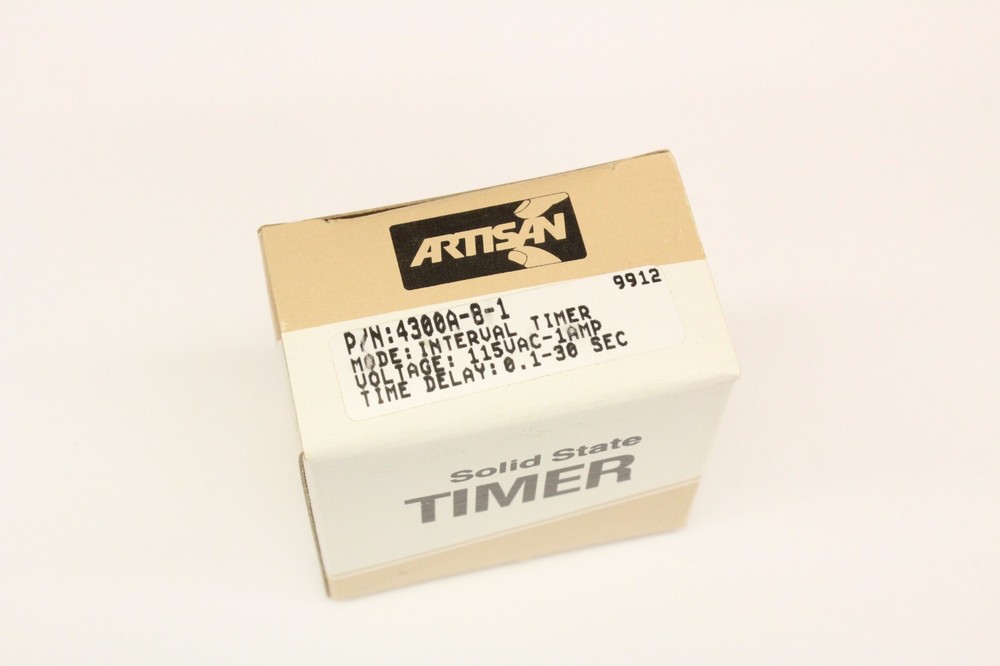 ARTISAN
9912
P/N:4300A-8-1
MODE: INTERVAL TIMER
VOLTAGE: 115VAC-1AMP
TIME DELAY: 0.1-30 SEC
Solid State
TIMER